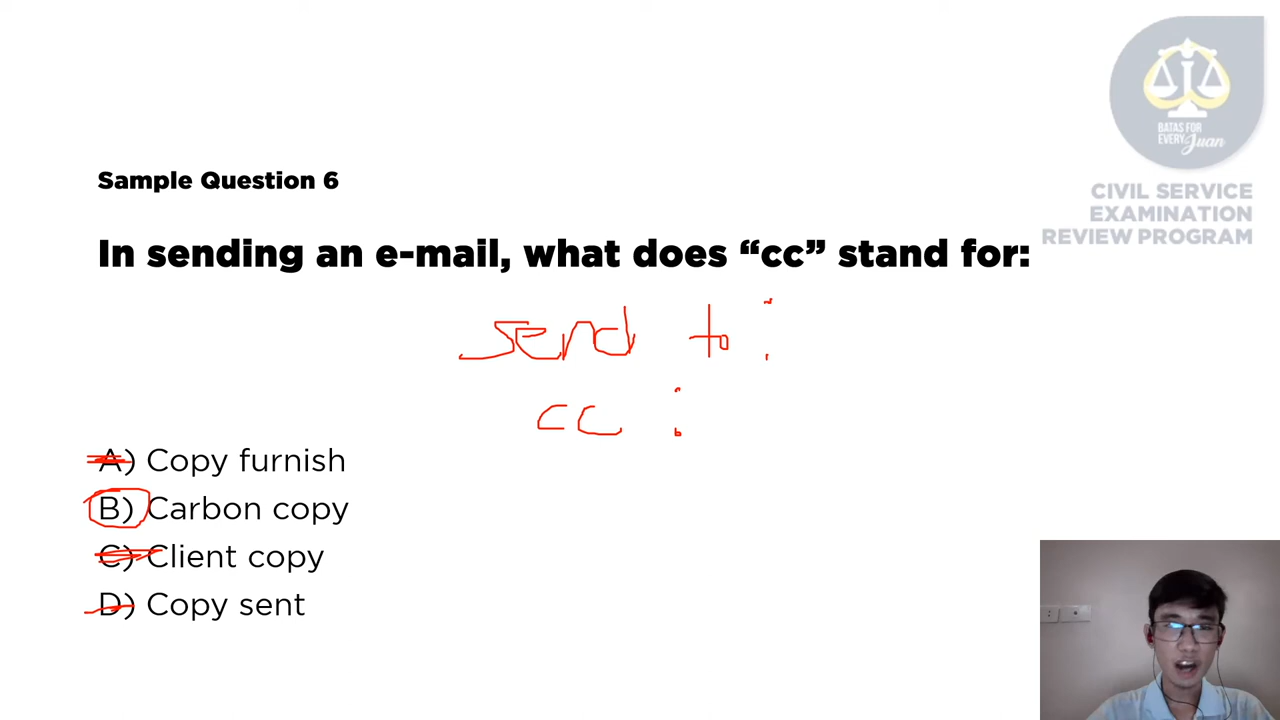 BATAS FOR
EVERY Juan
CIVIL SERVICE
EXAMINATION
REVIEW PROGRAM
Sample Question 6
In sending an e-mail, what does “cc” stand for:
send to :
cc :
A) Copy furnish
B) Carbon copy
C) Client copy
D) Copy sent